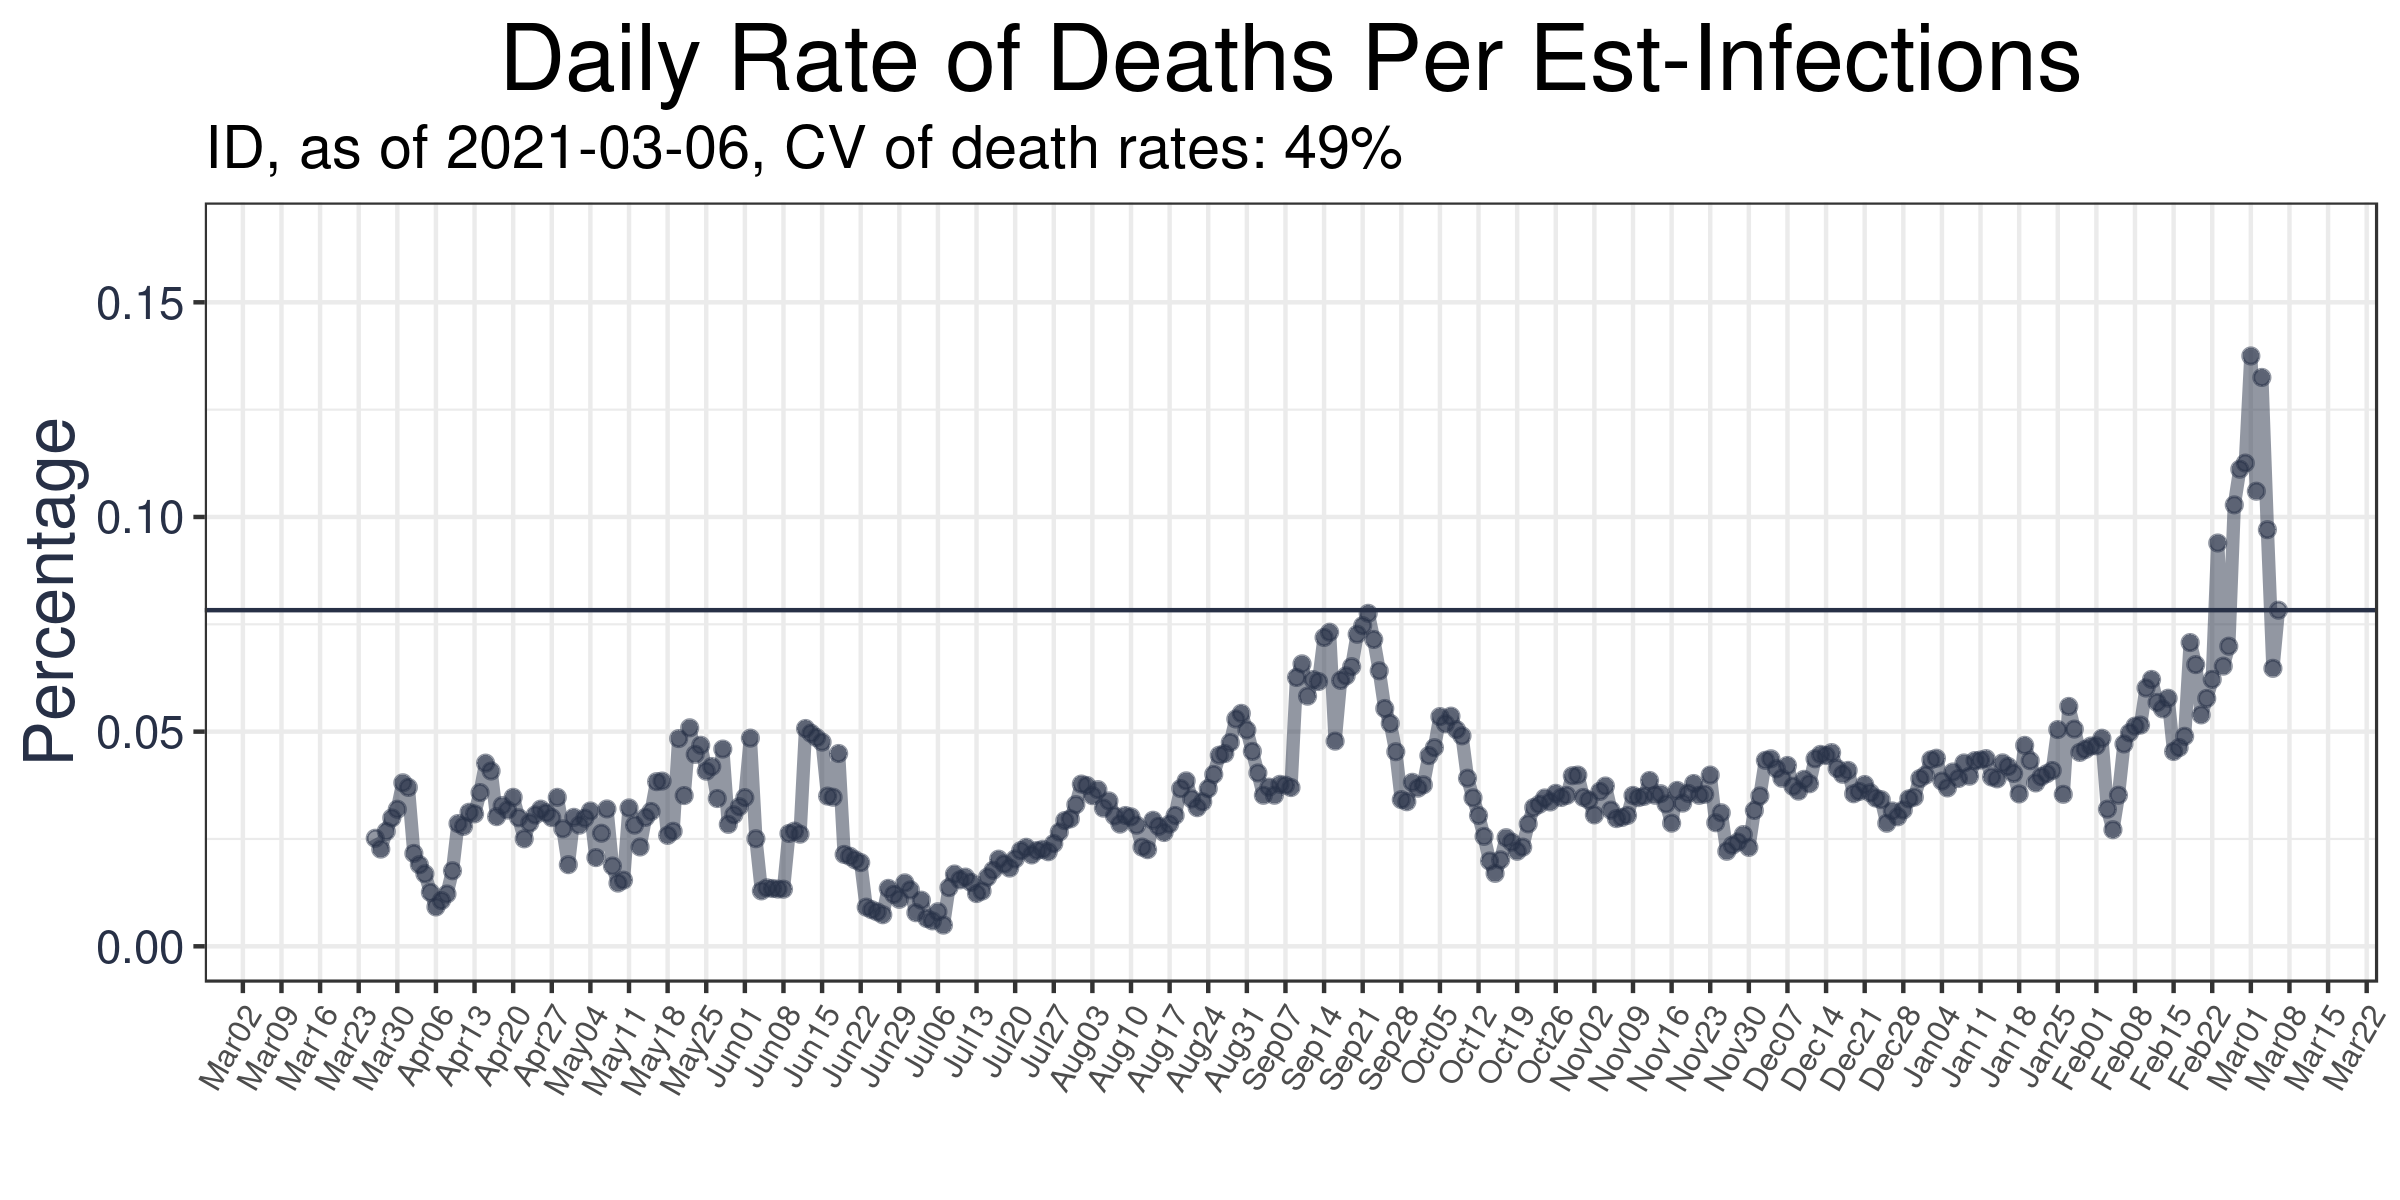 Daily Rate of Deaths Per Est-Infections
ID, as of 2021-03-06, CV of death rates: 49%
Percentage
0.15
0.10
0.05
0.00
Mar02
Mar09
Mar16
Mar23
Mar30
Apr06
Apr13
Apr20
Apr27
May04
May11
May18
May25
Jun01
Jun08
Jun15
Jun22
Jun29
Jul06
Jul13
Jul20
Jul27
Aug03
Aug10
Aug17
Aug24
Aug31
Sep07
Sep14
Sep21
Sep28
Oct05
Oct12
Oct19
Oct26
Nov02
Nov09
Nov16
Nov23
Nov30
Dec07
Dec14
Dec21
Dec28
Jan04
Jan11
Jan18
Jan25
Feb01
Feb08
Feb15
Feb22
Mar01
Mar08
Mar15
Mar22